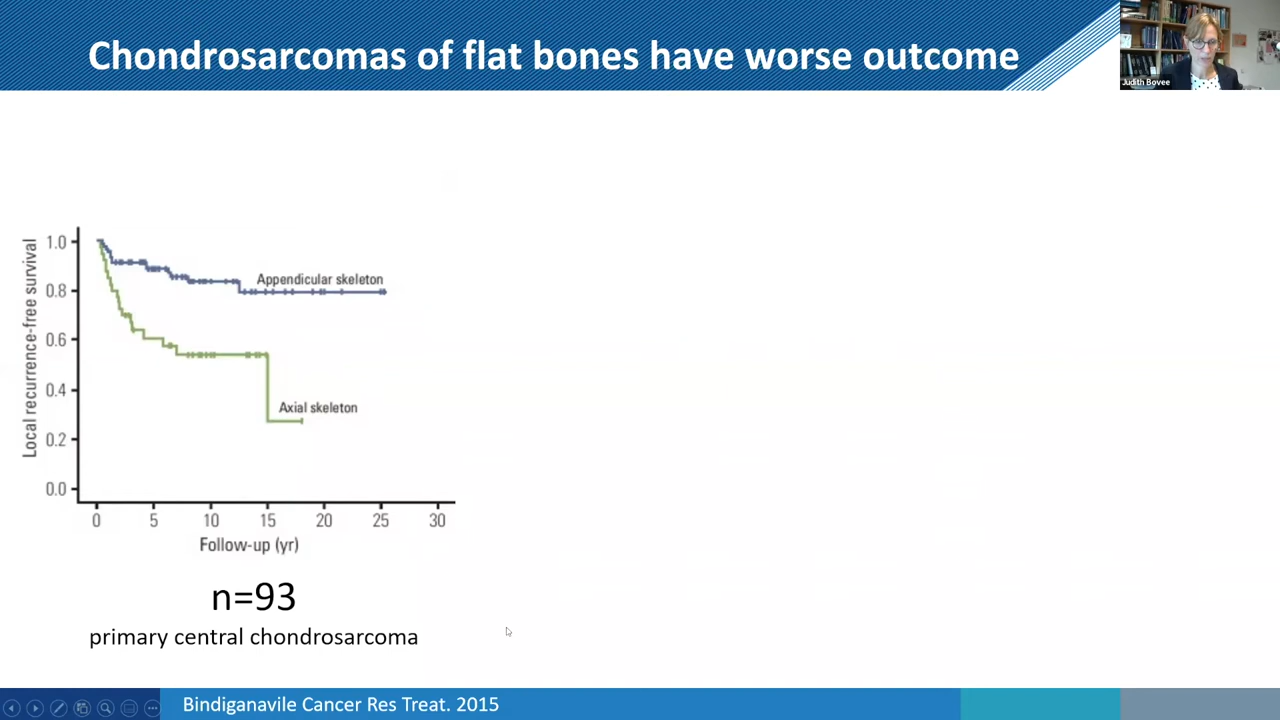 Chondrosarcomas of flat bones have worse outcome
Judith Bovee
Local recurrence-free survival
1.0
0.8
0.6
0.4
0.2
0.0
Appendicular skeleton
Axial skeleton
0 5 10 15 20 25 30
Follow-up (yr)
n=93
primary central chondrosarcoma
Bindiganavile Cancer Res Treat. 2015